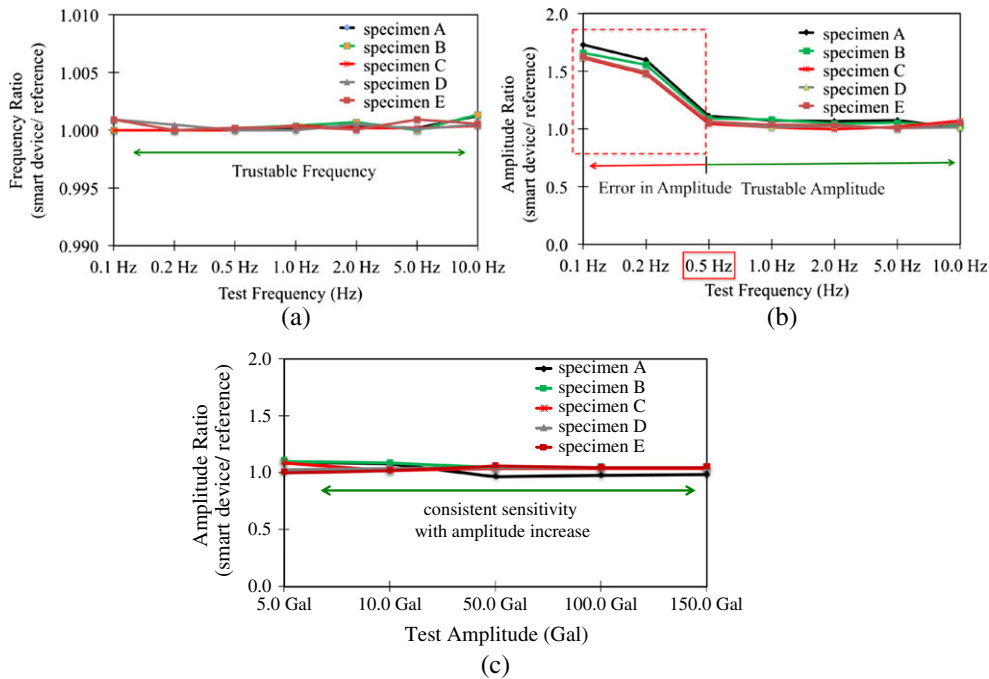 (a)
1.010
1.005
1.000
0.995
0.990
Frequency Ratio
(smart device/ reference)
specimen A
specimen B
specimen C
specimen D
specimen E
Trustable Frequency
0.1 Hz 0.2 Hz 0.5 Hz 1.0 Hz 2.0 Hz 5.0 Hz 10.0 Hz
Test Frequency (Hz)
(a)
(b)
2.0
1.5
1.0
0.5
0.0
Amplitude Ratio
(smart device/ reference)
specimen A
specimen B
specimen C
specimen D
specimen E
Error in Amplitude
Trustable Amplitude
0.1 Hz 0.2 Hz 0.5 Hz 1.0 Hz 2.0 Hz 5.0 Hz 10.0 Hz
Test Frequency (Hz)
(b)
2.0
1.5
1.0
0.5
0.0
Amplitude Ratio
(smart device/ reference)
specimen A
specimen B
specimen C
specimen D
specimen E
consistent sensitivity
with amplitude increase
5.0 Gal 10.0 Gal 50.0 Gal 100.0 Gal 150.0 Gal
Test Amplitude (Gal)
(c)